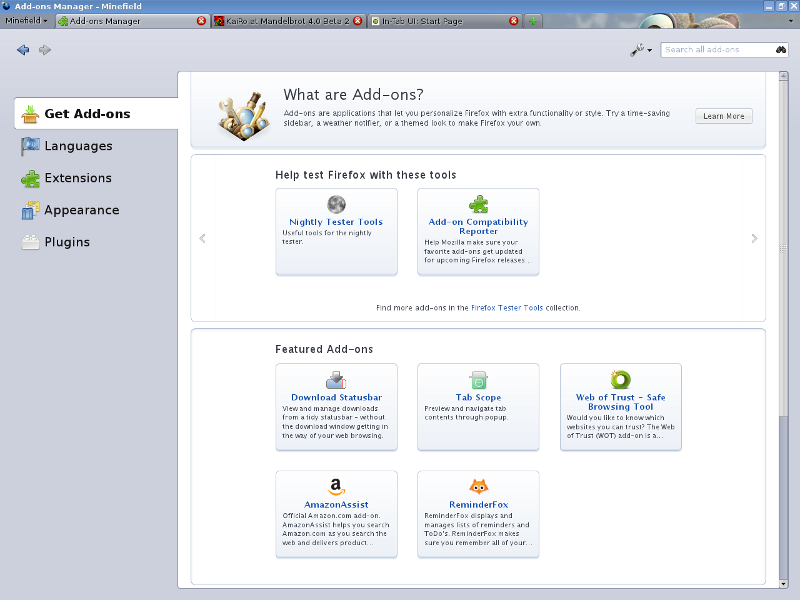 Add-ons Manager - Minefield
Minefield
Add-ons Manager
KaiRo at Mandelbrot 4.0 Beta 2
In-Tab UI: Start Page
Search all add-ons
Get Add-ons
Languages
Extensions
Appearance
Plugins
What are Add-ons?
Add-ons are applications that let you personalize Firefox with extra functionality or style. Try a time-saving
sidebar, a weather notifier, or a themed look to make Firefox your own.
Learn More
Help test Firefox with these tools
Nightly Tester Tools
Useful tools for the nightly
tester.
Add-on Compatibility
Reporter
Help Mozilla make sure your
favorite add-ons get updated
for upcoming Firefox releases...
Find more add-ons in the Firefox Tester Tools collection.
Featured Add-ons
Download Statusbar
View and manage downloads
from a tidy statusbar - without
the download window getting in
the way of your web browsing.
Tab Scope
Preview and navigate tab
contents through popup.
Web of Trust - Safe
Browsing Tool
Would you like to know which
websites you can trust? The Web
of Trust (WOT) add-on is a...
AmazonAssist
Official Amazon.com add-on.
AmazonAssist helps you search
Amazon.com as you search the
web and delivers product...
ReminderFox
ReminderFox displays and
manages lists of reminders and
ToDo's. ReminderFox makes
sure you remember all of your...